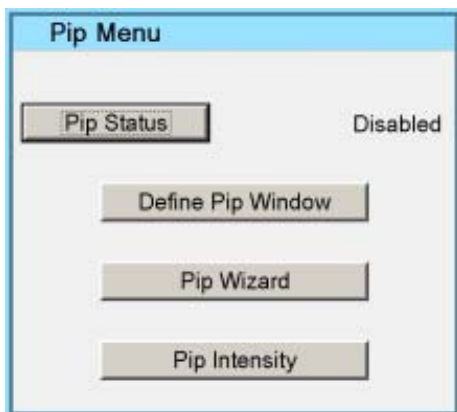 Pip Menu
Pip Status Disabled
Define Pip Window
Pip Wizard
Pip Intensity